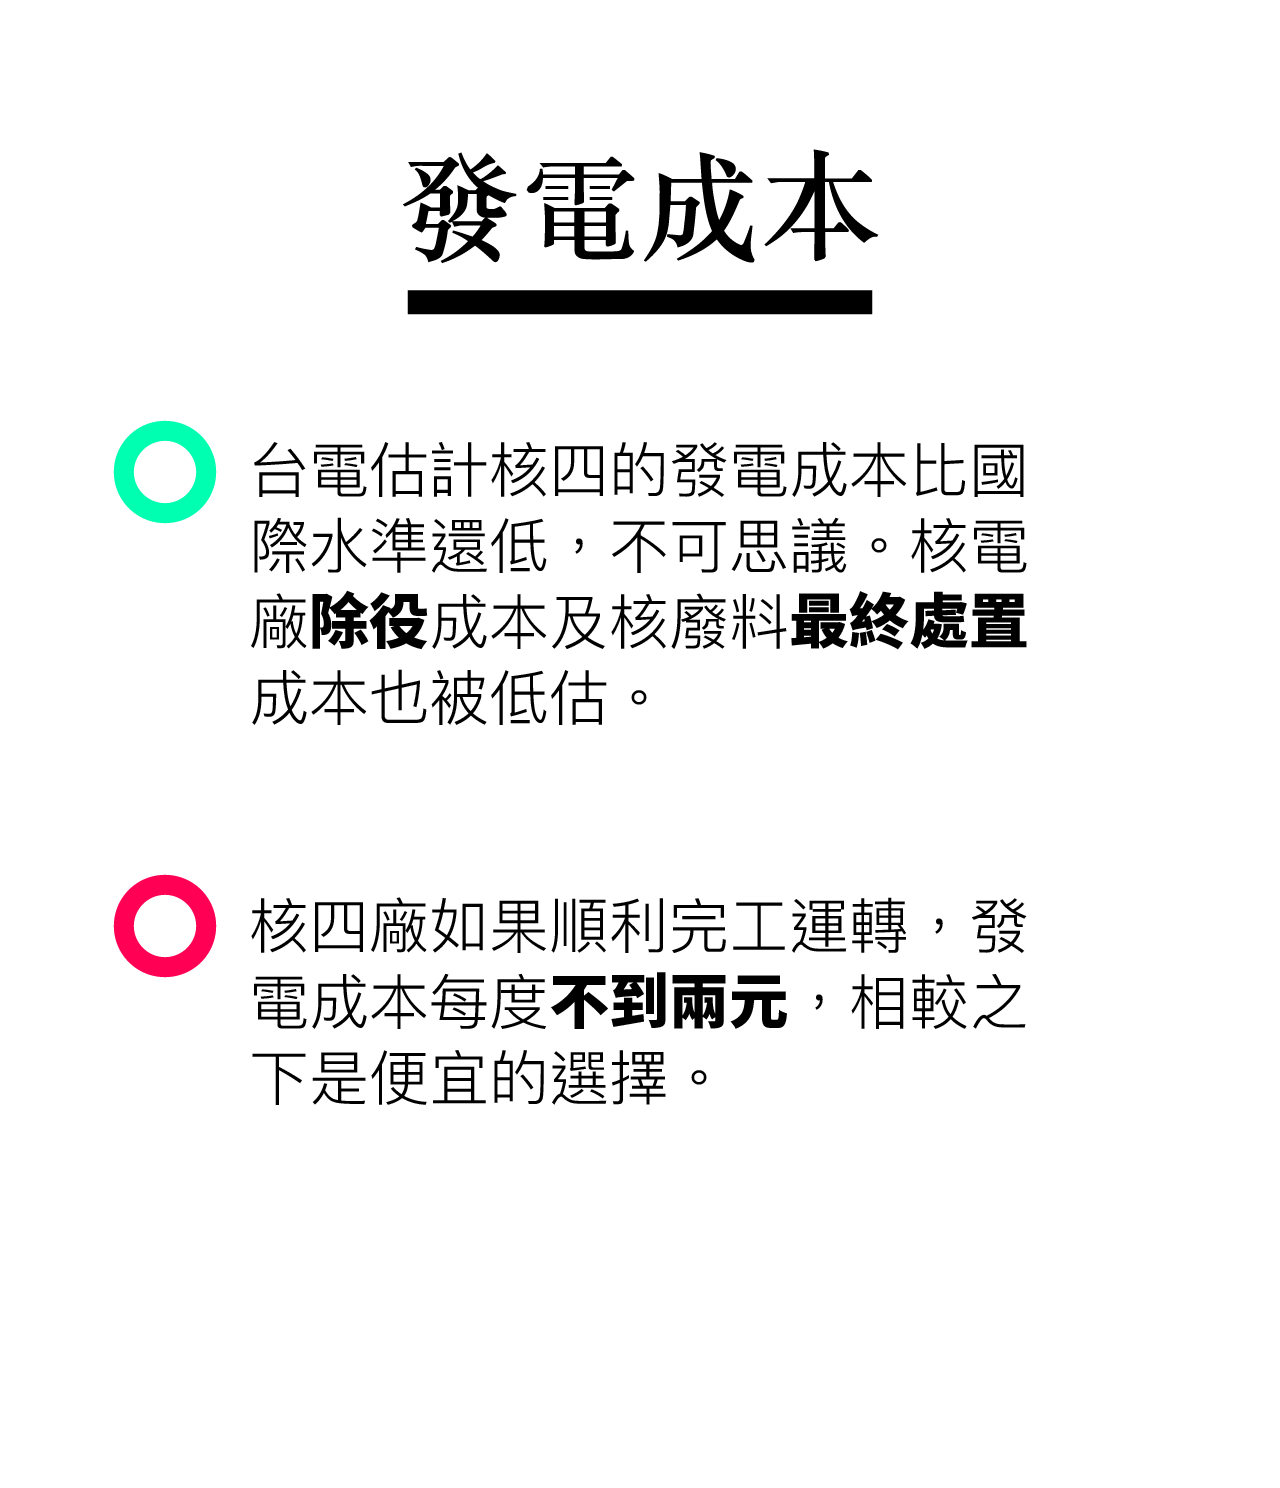 發電成本
台電估計核四的發電成本比國
際水準還低，不可思議。核電
廠除役成本及核廢料最終處置
成本也被低估。
核四廠如果順利完工運轉，發
電成本每度不到兩元，相較之
下是便宜的選擇。